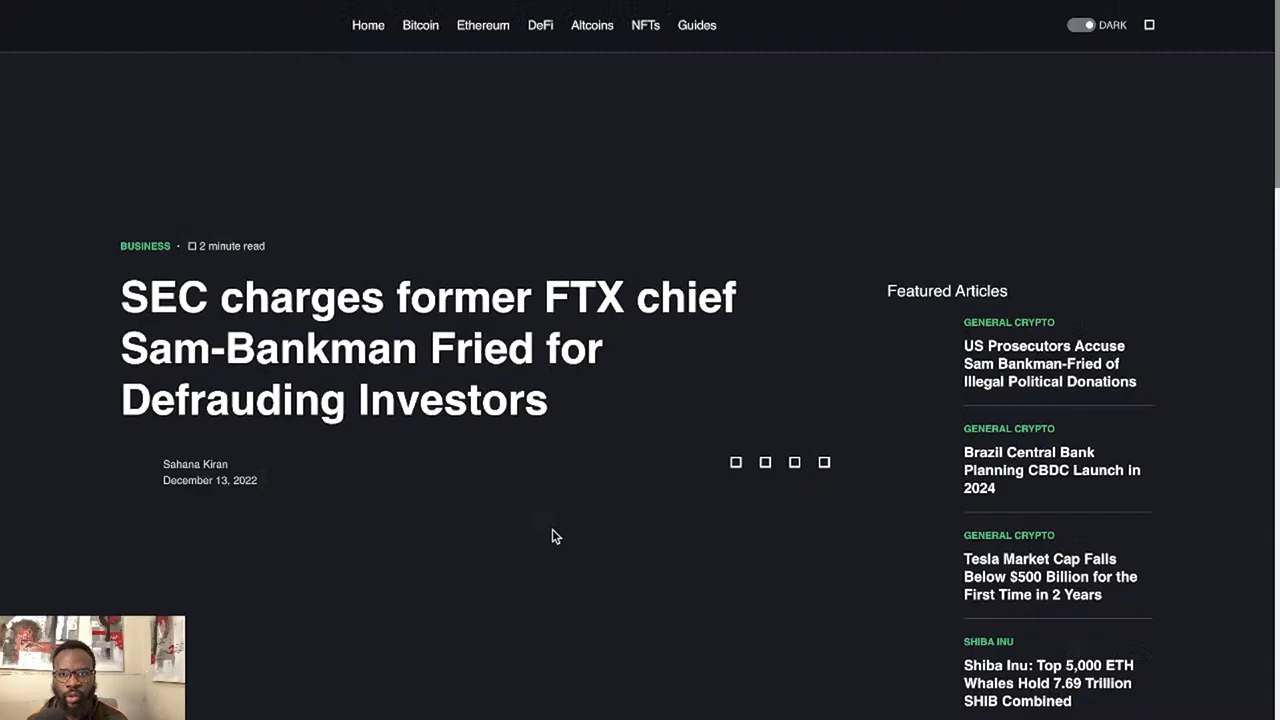 Home Bitcoin Ethereum DeFi Altcoins NFTs Guides
DARK
BUSINESS · 2 minute read
SEC charges former FTX chief
Sam-Bankman Fried for
Defrauding Investors
Sahana Kiran
December 13, 2022
Featured Articles
GENERAL CRYPTO
US Prosecutors Accuse
Sam Bankman-Fried of
Illegal Political Donations
GENERAL CRYPTO
Brazil Central Bank
Planning CBDC Launch in
2024
GENERAL CRYPTO
Tesla Market Cap Falls
Below $500 Billion for the
First Time in 2 Years
SHIBA INU
Shiba Inu: Top 5,000 ETH
Whales Hold 7.69 Trillion
SHIB Combined